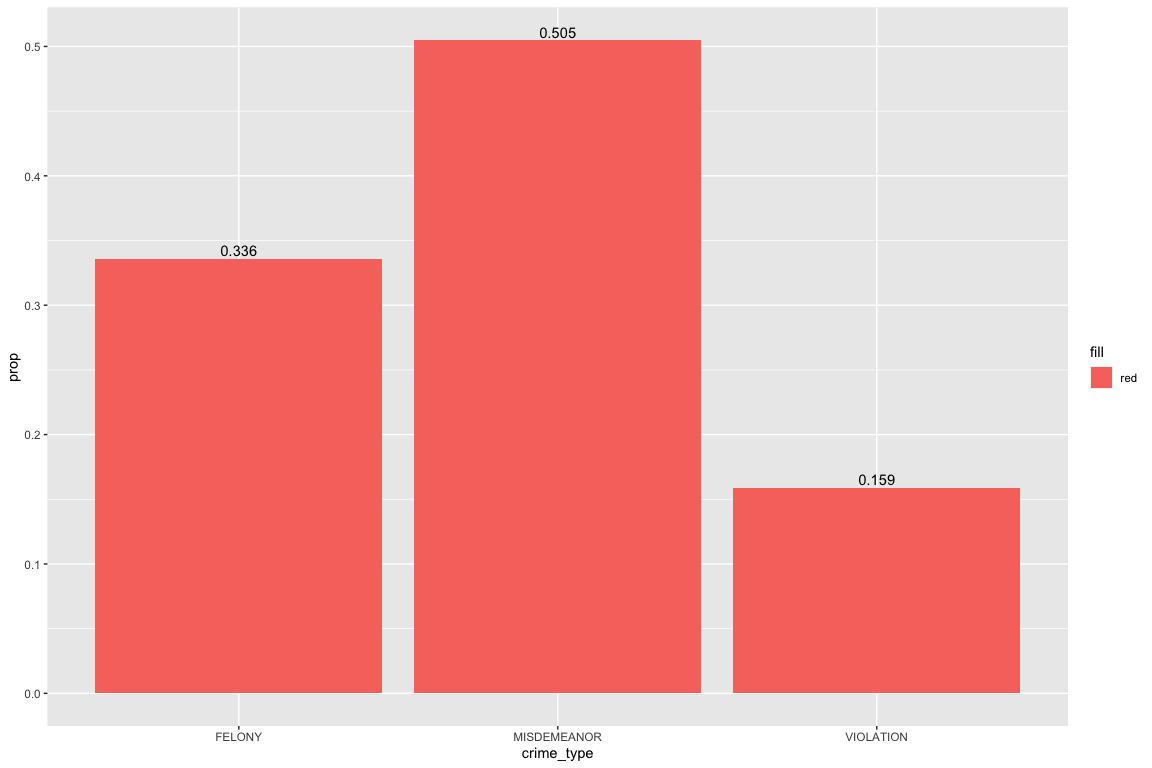 0.505
0.5
0.4
0.336
0.3
0.2
0.159
0.1
0.0
prop
FELONY
MISDEMEANOR
VIOLATION
crime_type
fill
red